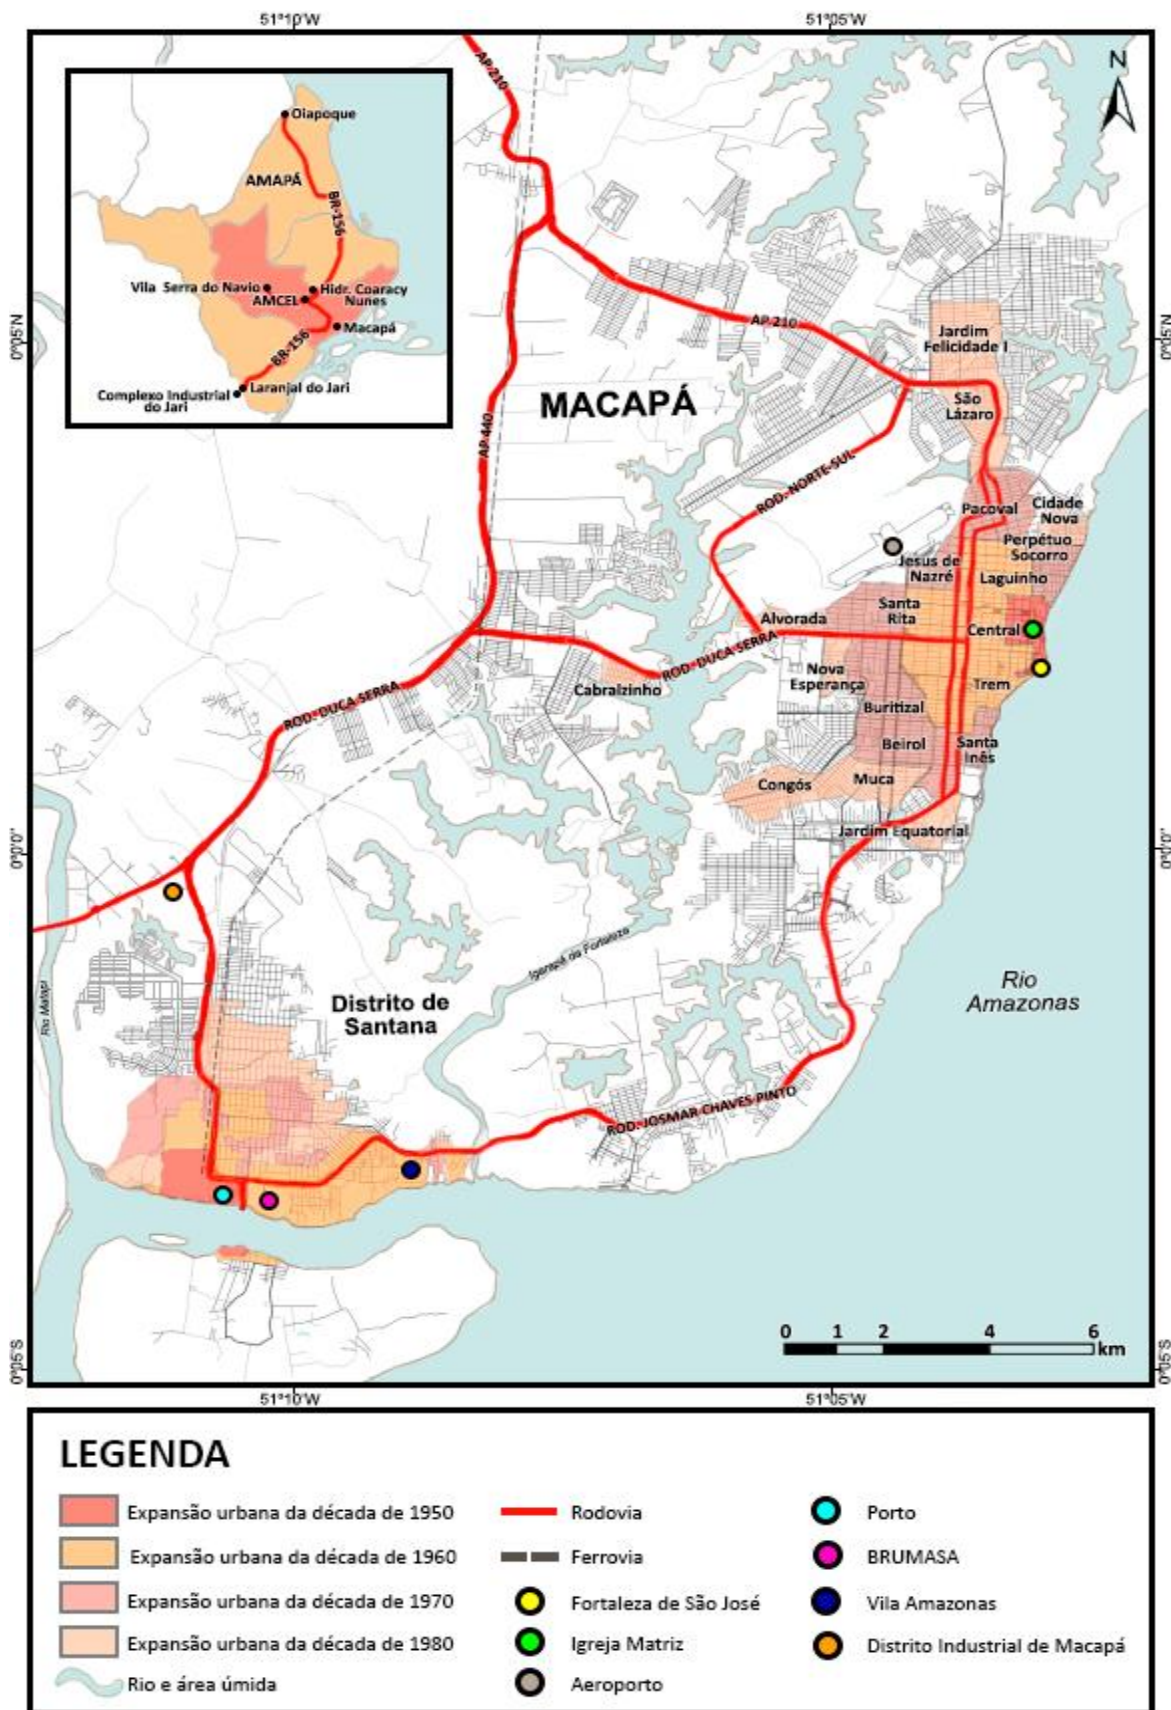 51°10'W
51°05'W
N
AP-210
Oiapoque
AMAPÁ
BR-156
Vila Serra do Navio
AMCEL
Hidr. Coaracy
Nunes
Macapá
BR-156
Laranjal do Jari
Complexo Industrial
do Jari
0°05'N
0°05'N
AP-210
Jardim
Felicidade I
MACAPÁ
São
Lázaro
AP-440
ROD. NORTE-SUL
Pacoval
Cidade
Nova
Perpétuo
Socorro
Jesus de
Nazré
Laguinho
Santa
Rita
Alvorada
Central
ROD. DUCA SERRA
Nova
Esperança
Cabralzinho
Trem
ROD. DUCA SERRA
Buritizal
Beirol
Santa
Inês
Congós
Muca
Jardim Equatorial
0°0'0"
0°0'0"
Igarapé da Fortaleza
Rio
Amazonas
Distrito de
Santana
Rio Matapi
ROD. JOSMAR CHAVES PINTO
0 1 2 4 6
km
0°05'S
0°05'S
51°10'W
51°05'W
LEGENDA
Expansão urbana da década de 1950
Expansão urbana da década de 1960
Expansão urbana da década de 1970
Expansão urbana da década de 1980
Rio e área úmida
Rodovia
Ferrovia
Fortaleza de São José
Igreja Matriz
Aeroporto
Porto
BRUMASA
Vila Amazonas
Distrito Industrial de Macapá